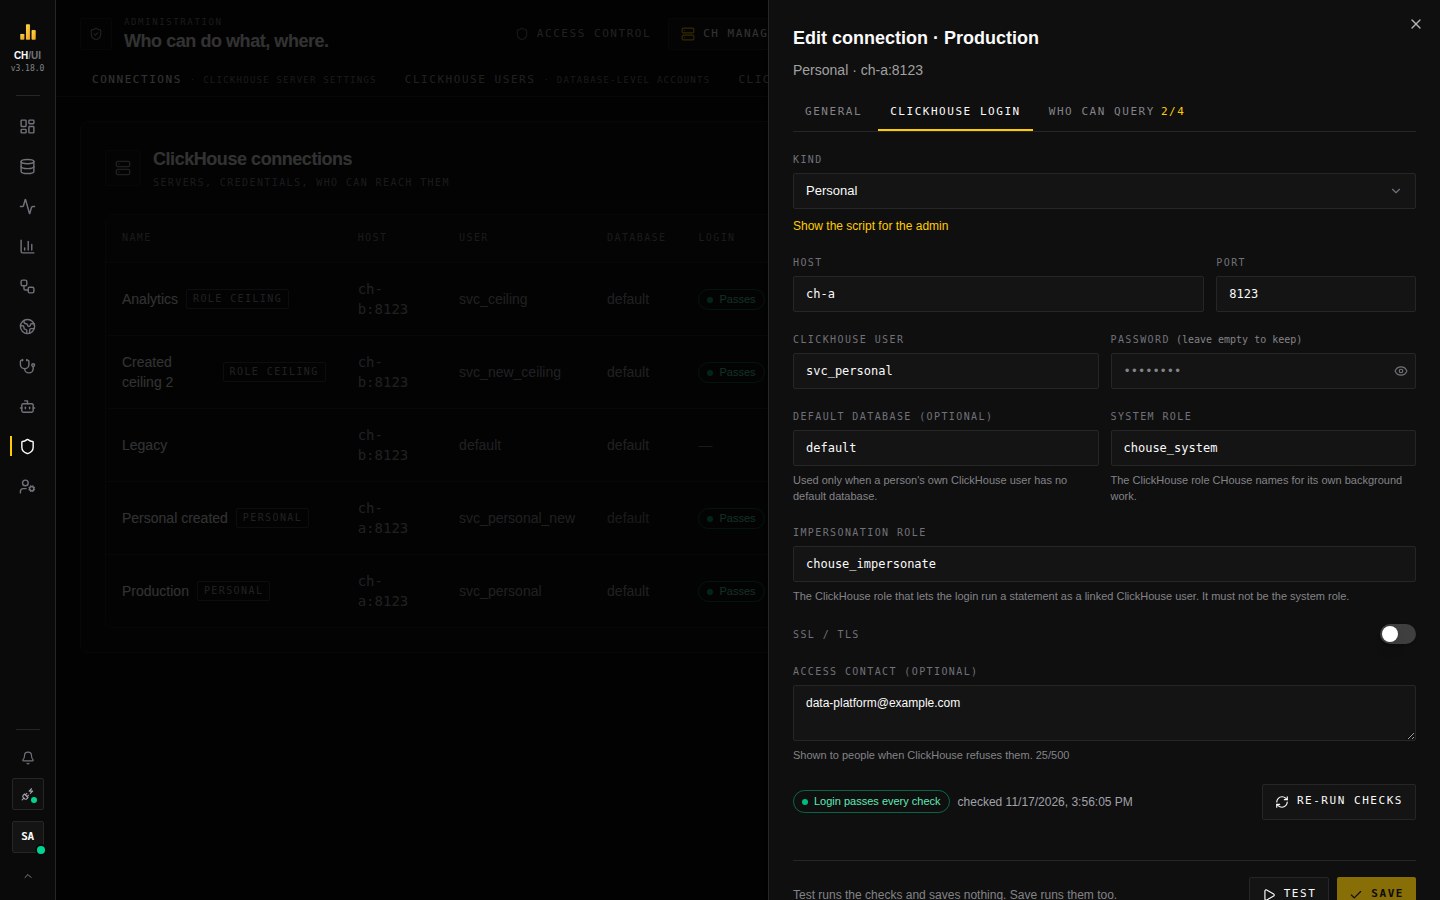 CH/UI
v3.18.0
SA
ADMINISTRATION
Who can do what, where.
ACCESS CONTROL
CH MANAG
CONNECTIONS · CLICKHOUSE SERVER SETTINGS
CLICKHOUSE USERS · DATABASE-LEVEL ACCOUNTS
CLIC
ClickHouse connections
SERVERS, CREDENTIALS, WHO CAN REACH THEM
NAME HOST USER DATABASE LOGIN
Analytics ROLE CEILING ch-b:8123 svc_ceiling default Passes
Created ceiling 2 ROLE CEILING ch-b:8123 svc_new_ceiling default Passes
Legacy ch-b:8123 default default —
Personal created PERSONAL ch-a:8123 svc_personal_new default Passes
Production PERSONAL ch-a:8123 svc_personal default Passes
Edit connection · Production
Personal · ch-a:8123
GENERAL CLICKHOUSE LOGIN WHO CAN QUERY 2/4
KIND
Personal
Show the script for the admin
HOST PORT
ch-a 8123
CLICKHOUSE USER PASSWORD (leave empty to keep)
svc_personal ••••••••
DEFAULT DATABASE (OPTIONAL) SYSTEM ROLE
default chouse_system
Used only when a person's own ClickHouse user has no default database.
The ClickHouse role CHouse names for its own background work.
IMPERSONATION ROLE
chouse_impersonate
The ClickHouse role that lets the login run a statement as a linked ClickHouse user. It must not be the system role.
SSL / TLS
ACCESS CONTACT (OPTIONAL)
data-platform@example.com
Shown to people when ClickHouse refuses them. 25/500
Login passes every check checked 11/17/2026, 3:56:05 PM RE-RUN CHECKS
Test runs the checks and saves nothing. Save runs them too. TEST SAVE